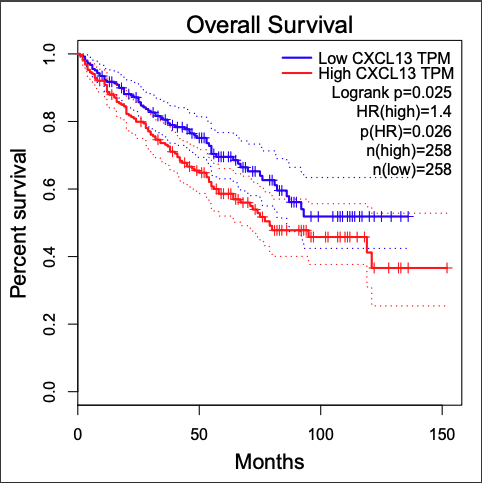 Overall Survival
Low CXCL13 TPM
High CXCL13 TPM
Logrank p=0.025
HR(high)=1.4
p(HR)=0.026
n(high)=258
n(low)=258
Percent survival
1.0
0.8
0.6
0.4
0.2
0.0
0 50 100 150
Months